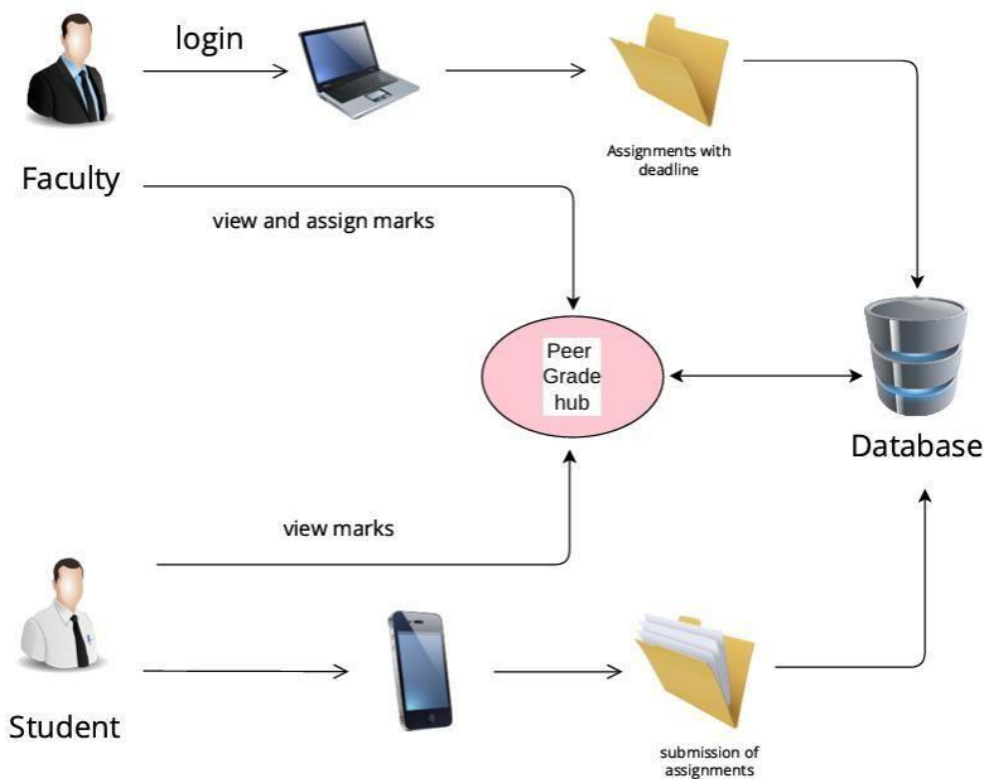 login
Assignments with
deadline
Faculty
view and assign marks
Peer
Grade
hub
Database
view marks
Student
submission of
assignments